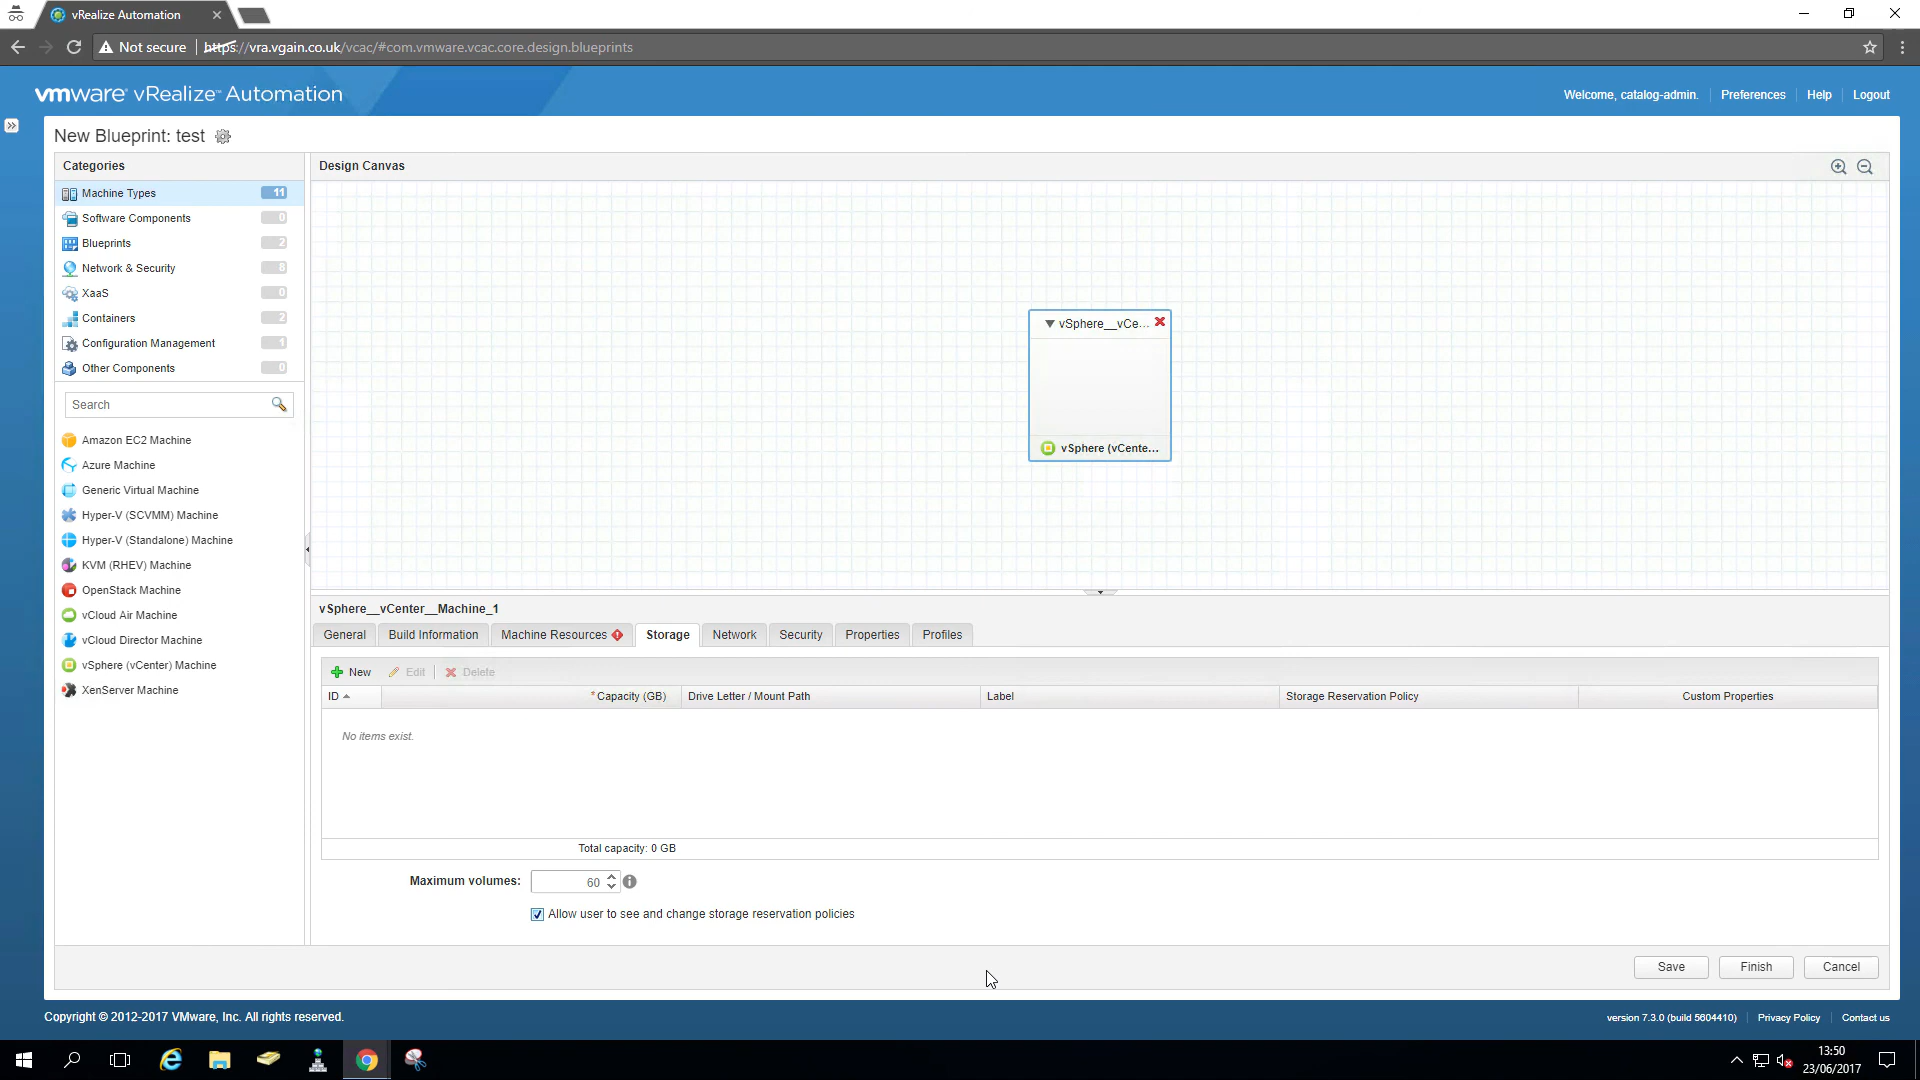 vRealize Automation
Not secure https://vra.vgain.co.uk/vcac/#com.vmware.vcac.core.design.blueprints
vmware® vRealize™ Automation
Welcome, catalog-admin. Preferences Help Logout
New Blueprint: test
Categories
Design Canvas
Machine Types 11
Software Components 0
Blueprints 2
Network & Security 8
XaaS 0
Containers 2
Configuration Management 1
Other Components 0
Search
Amazon EC2 Machine
Azure Machine
Generic Virtual Machine
Hyper-V (SCVMM) Machine
Hyper-V (Standalone) Machine
KVM (RHEV) Machine
OpenStack Machine
vCloud Air Machine
vCloud Director Machine
vSphere (vCenter) Machine
XenServer Machine
vSphere__vCe...
vSphere (vCente...
vSphere__vCenter__Machine_1
General Build Information Machine Resources Storage Network Security Properties Profiles
New Edit Delete
ID *Capacity (GB) Drive Letter / Mount Path Label Storage Reservation Policy Custom Properties
No items exist.
Total capacity: 0 GB
Maximum volumes: 60
Allow user to see and change storage reservation policies
Save Finish Cancel
Copyright © 2012-2017 VMware, Inc. All rights reserved.
version 7.3.0 (build 5604410) Privacy Policy Contact us
13:50
23/06/2017